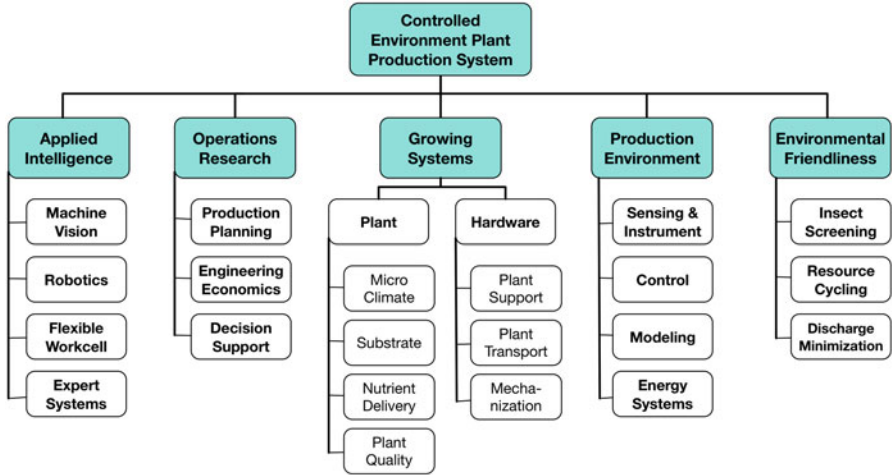 Controlled
Environment Plant
Production System
Applied
Intelligence
Machine
Vision
Robotics
Flexible
Workcell
Expert
Systems
Operations
Research
Production
Planning
Engineering
Economics
Decision
Support
Growing
Systems
Plant
Micro
Climate
Substrate
Nutrient
Delivery
Plant
Quality
Hardware
Plant
Support
Plant
Transport
Mecha-
nization
Production
Environment
Sensing &
Instrument
Control
Modeling
Energy
Systems
Environmental
Friendliness
Insect
Screening
Resource
Cycling
Discharge
Minimization